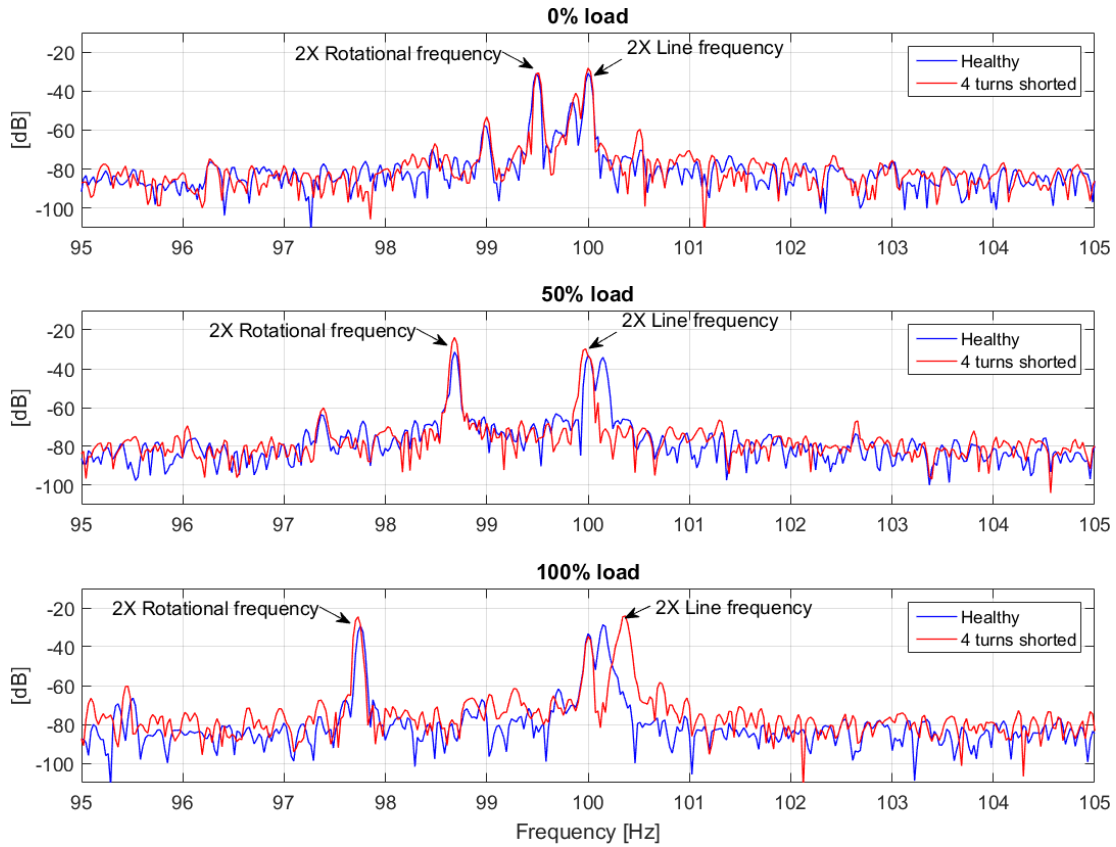 0% load
2X Rotational frequency
2X Line frequency
Healthy
4 turns shorted
[dB]
-20
-40
-60
-80
-100
95 96 97 98 99 100 101 102 103 104 105
50% load
2X Rotational frequency
2X Line frequency
Healthy
4 turns shorted
[dB]
-20
-40
-60
-80
-100
95 96 97 98 99 100 101 102 103 104 105
100% load
2X Rotational frequency
2X Line frequency
Healthy
4 turns shorted
[dB]
-20
-40
-60
-80
-100
95 96 97 98 99 100 101 102 103 104 105
Frequency [Hz]